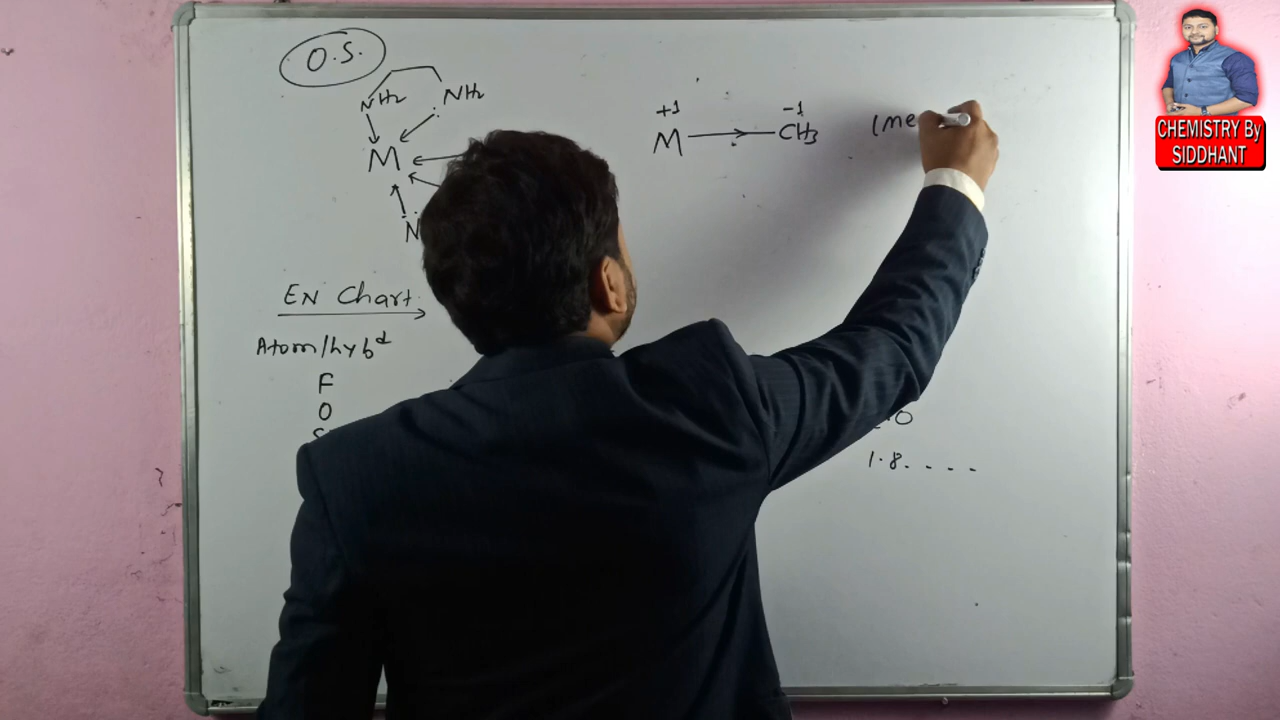 O.S.
NH2 NH2
+1 -1
M CH3 (me
M
N
EN Chart
Atom/hybd
F
O
1.8....
CHEMISTRY By
SIDDHANT